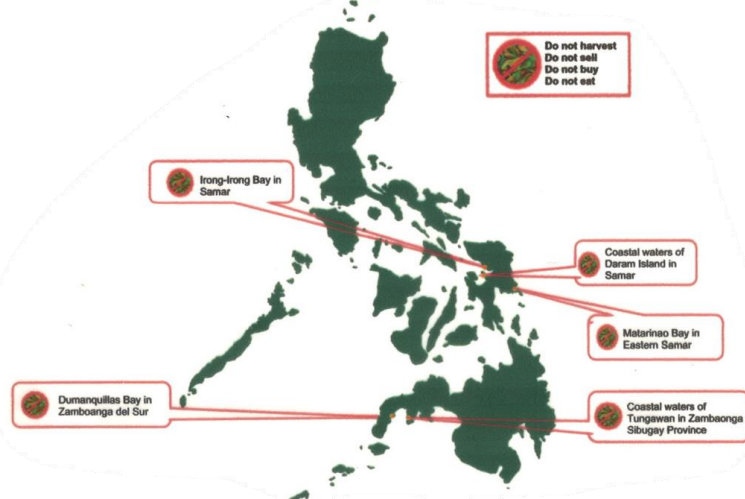 Do not harvest
Do not sell
Do not buy
Do not eat
Irong-Irong Bay in
Samar
Coastal waters of
Daram Island in
Samar
Matarinao Bay in
Eastern Samar
Dumanquillas Bay in
Zamboanga del Sur
Coastal waters of
Tungawan in Zambaonga
Sibugay Province